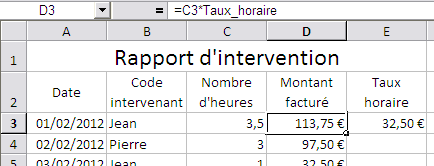 D3 =C3*Taux_horaire
A B C D E
1 Rapport d'intervention
Code Nombre Montant Taux
2 Date intervenant d'heures facturé horaire
3 01/02/2012 Jean 3,5 113,75 € 32,50 €
4 02/02/2012 Pierre 3 97,50 €
5 03/02/2012 Jean 1 32,50 €